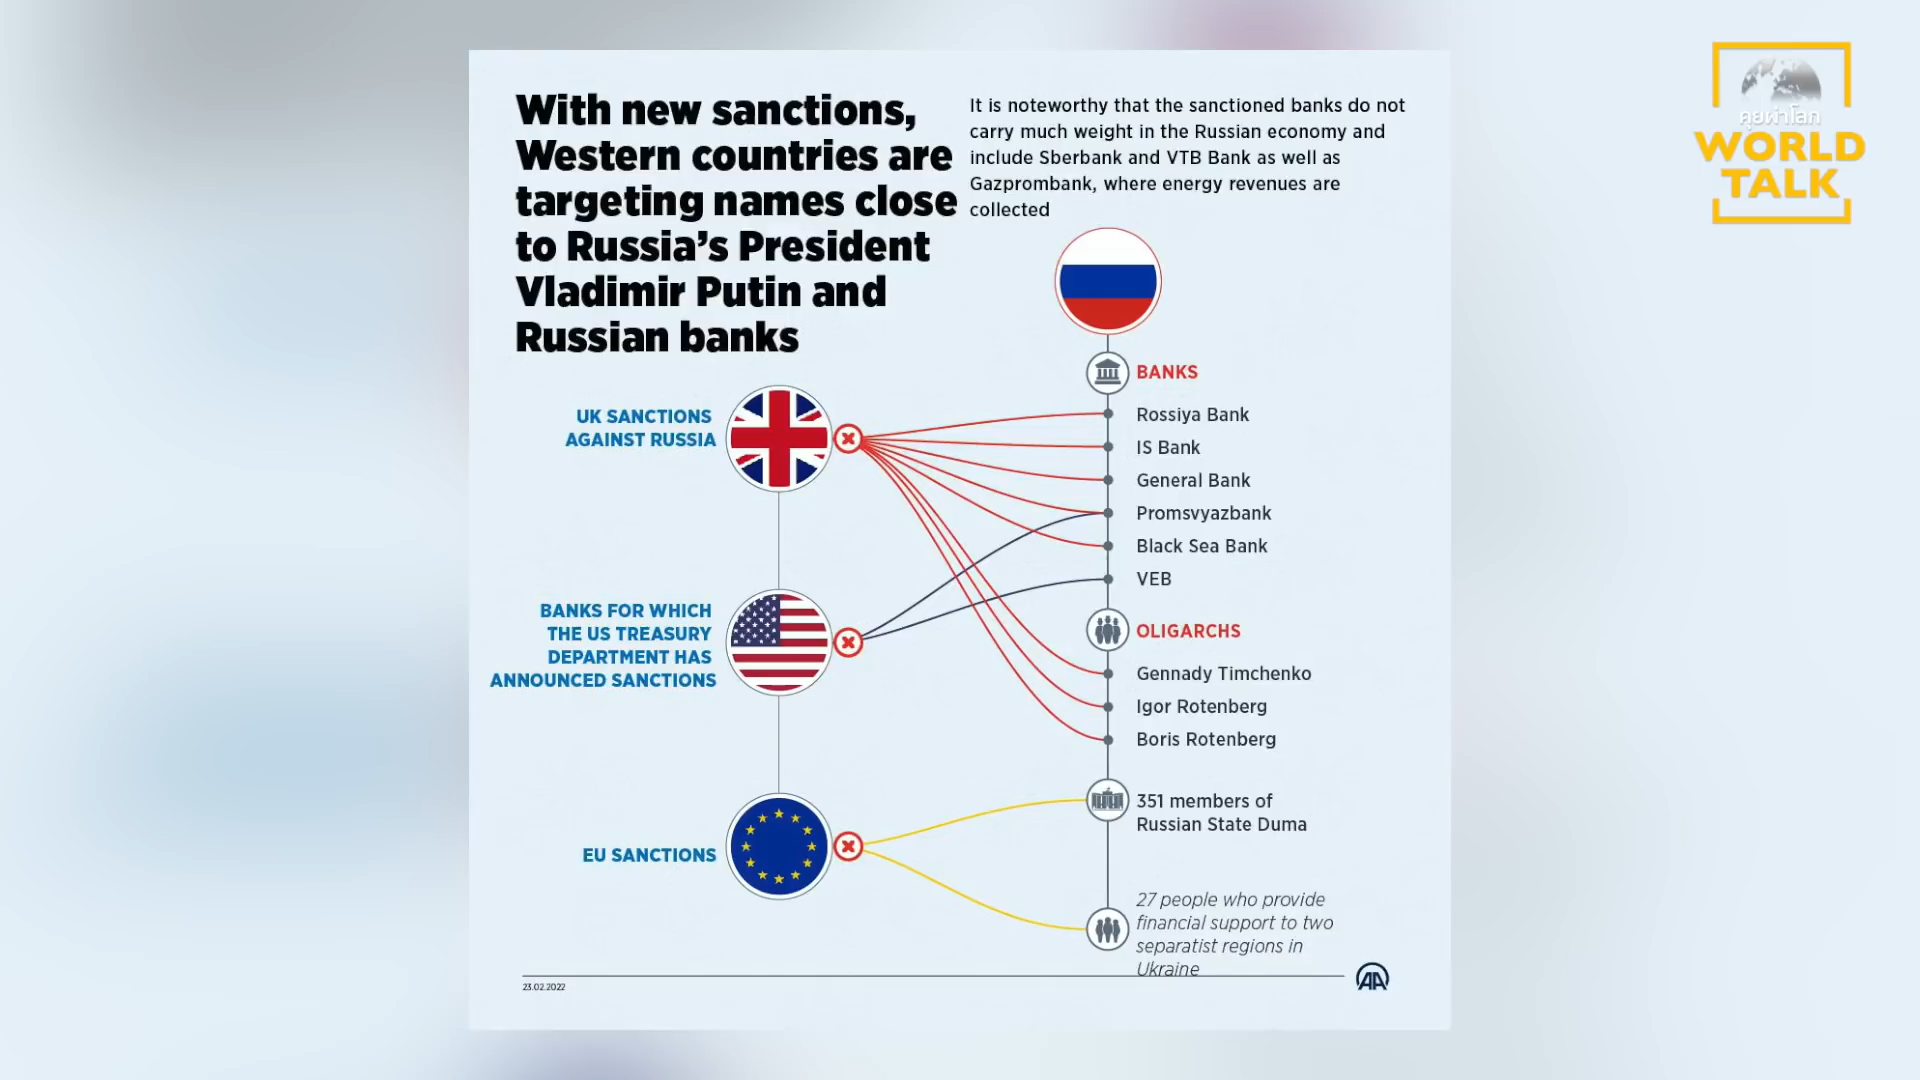 With new sanctions,
Western countries are
targeting names close
to Russia's President
Vladimir Putin and
Russian banks
It is noteworthy that the sanctioned banks do not
carry much weight in the Russian economy and
include Sberbank and VTB Bank as well as
Gazprombank, where energy revenues are
collected
คุยผ่าโลก
WORLD
TALK
UK SANCTIONS
AGAINST RUSSIA
BANKS FOR WHICH
THE US TREASURY
DEPARTMENT HAS
ANNOUNCED SANCTIONS
EU SANCTIONS
BANKS
Rossiya Bank
IS Bank
General Bank
Promsvyazbank
Black Sea Bank
VEB
OLIGARCHS
Gennady Timchenko
Igor Rotenberg
Boris Rotenberg
351 members of
Russian State Duma
27 people who provide
financial support to two
separatist regions in
Ukraine
23.02.2022
AA